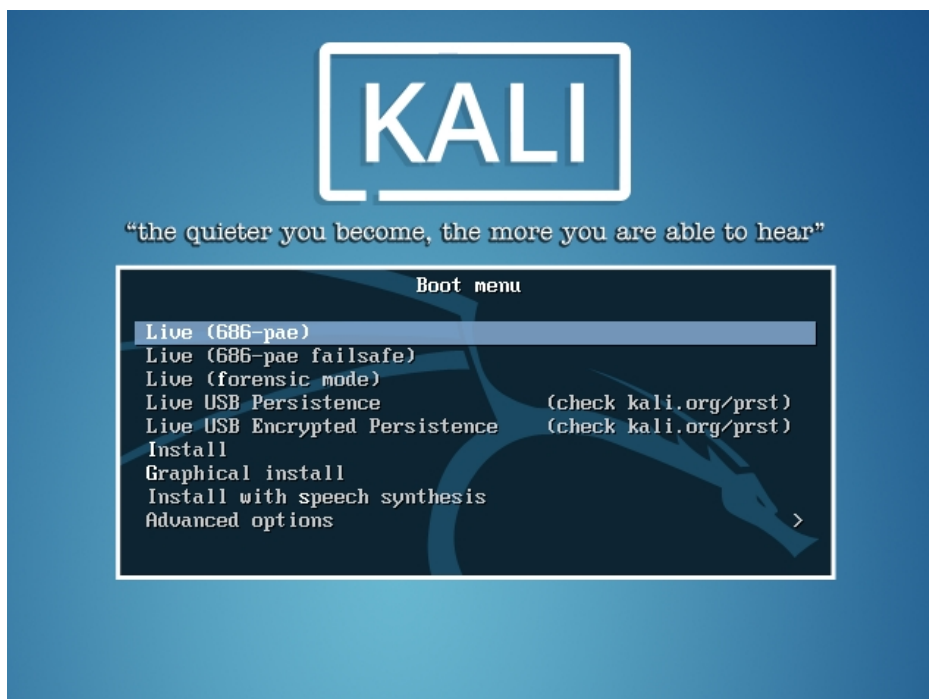 KALI
“the quieter you become, the more you are able to hear”
Boot menu
Live (686-pae)
Live (686-pae failsafe)
Live (forensic mode)
Live USB Persistence (check kali.org/prst)
Live USB Encrypted Persistence (check kali.org/prst)
Install
Graphical install
Install with speech synthesis
Advanced options >